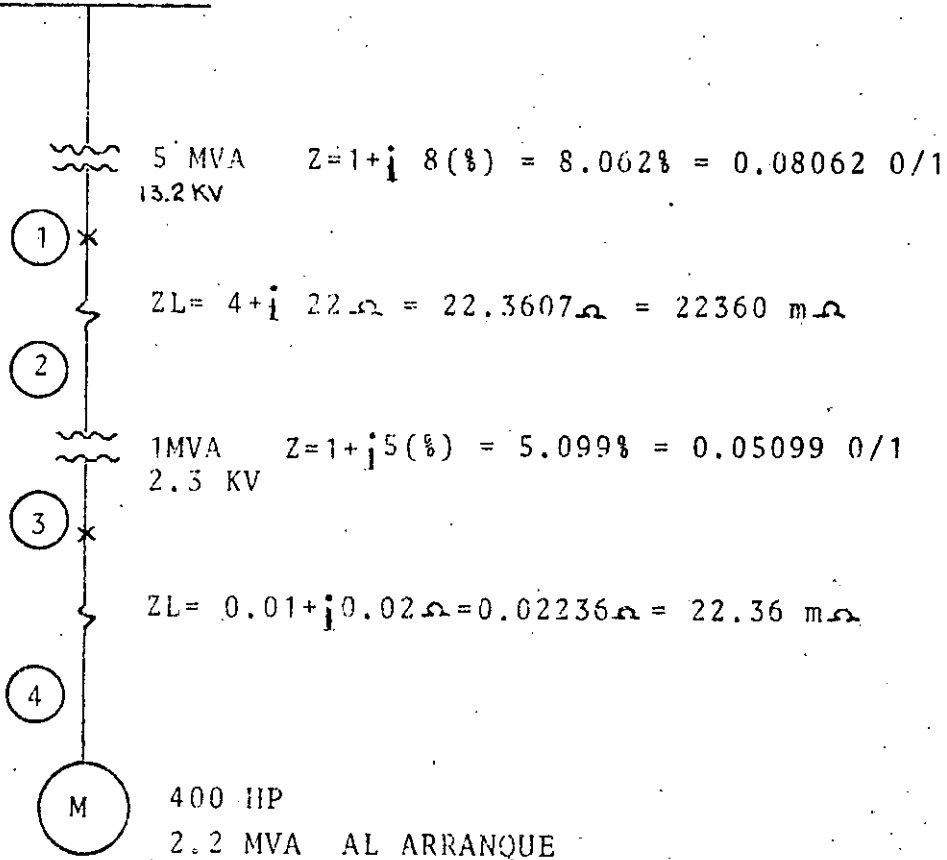 5 MVA Z=1+j 8(%) = 8.062% = 0.08062 0/1
13.2 KV
1
ZL= 4+j 22Ω = 22.3607Ω = 22360 mΩ
2
1MVA Z=1+j5(%) = 5.099% = 0.05099 0/1
2.3 KV
3
ZL= 0.01+j0.02Ω=0.02236Ω= 22.36 mΩ
4
M
400 HP
2.2 MVA AL ARRANQUE